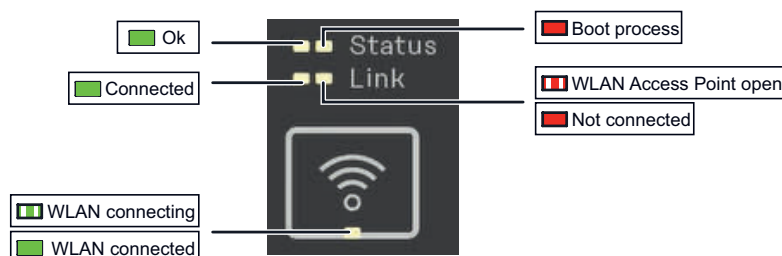 Ok
Status
Boot process
Connected
Link
WLAN Access Point open
Not connected
WLAN connecting
WLAN connected